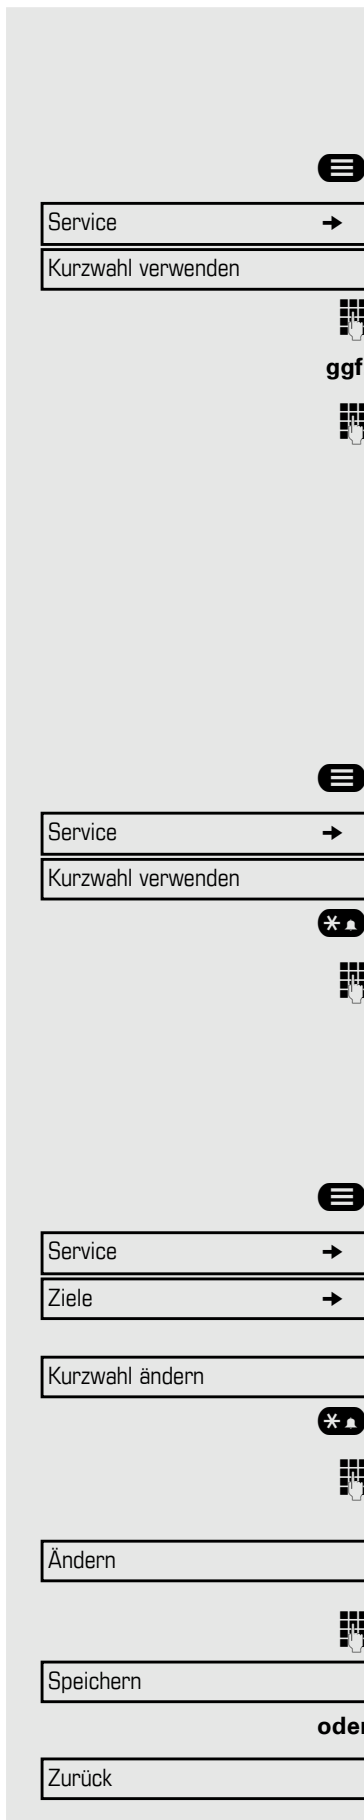 Service
Kurzwahl verwenden
ggf
Service
Kurzwahl verwenden
Service
Ziele
Kurzwahl ändern
Ändern
Speichern
oder
Zurück